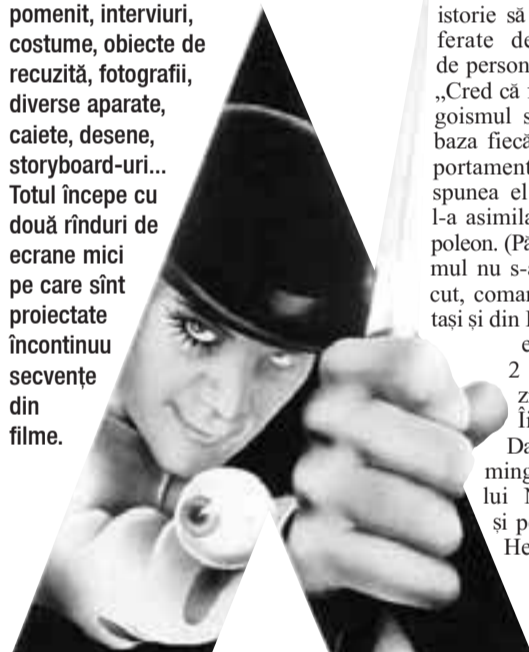 pomenit, interviuri,
costume, obiecte de
recuzită, fotografii,
diverse aparate,
caiete, desene,
storyboard-uri...
Totul începe cu
două rînduri de
ecrane mici
pe care sînt
proiectate
încontinuu
secvențe
din
filme.
istorie să
ferate de
de person
„Cred că
goismul s
baza fiecă
portament
spunea el
l-a asimila
poleon. (Pă
mul nu s-a
cut, coman
tași și din
2
Da
ming
lui
și p
He